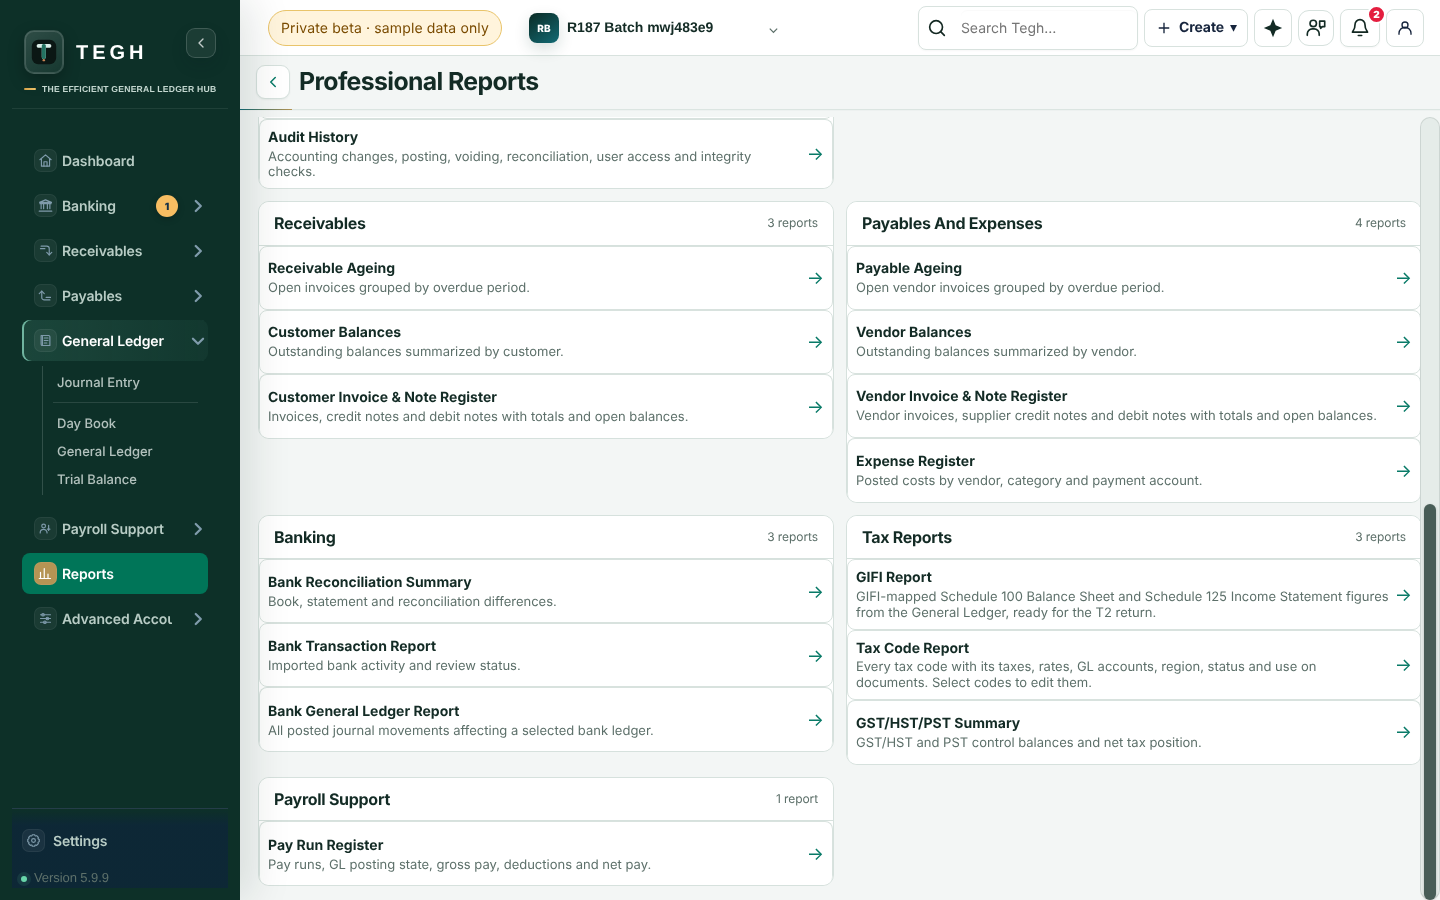 TEGH
THE EFFICIENT GENERAL LEDGER HUB
Dashboard
Banking 1
Receivables
Payables
General Ledger
Journal Entry
Day Book
General Ledger
Trial Balance
Payroll Support
Reports
Advanced Accou
Settings
Version 5.9.9
Private beta · sample data only
RB R187 Batch mwj483e9
Search Tegh...
+ Create ▾
2
Professional Reports
Audit History
Accounting changes, posting, voiding, reconciliation, user access and integrity
checks.
Receivables 3 reports
Receivable Ageing
Open invoices grouped by overdue period.
Customer Balances
Outstanding balances summarized by customer.
Customer Invoice & Note Register
Invoices, credit notes and debit notes with totals and open balances.
Payables And Expenses 4 reports
Payable Ageing
Open vendor invoices grouped by overdue period.
Vendor Balances
Outstanding balances summarized by vendor.
Vendor Invoice & Note Register
Vendor invoices, supplier credit notes and debit notes with totals and open balances.
Expense Register
Posted costs by vendor, category and payment account.
Banking 3 reports
Bank Reconciliation Summary
Book, statement and reconciliation differences.
Bank Transaction Report
Imported bank activity and review status.
Bank General Ledger Report
All posted journal movements affecting a selected bank ledger.
Tax Reports 3 reports
GIFI Report
GIFI-mapped Schedule 100 Balance Sheet and Schedule 125 Income Statement figures
from the General Ledger, ready for the T2 return.
Tax Code Report
Every tax code with its taxes, rates, GL accounts, region, status and use on
documents. Select codes to edit them.
GST/HST/PST Summary
GST/HST and PST control balances and net tax position.
Payroll Support 1 report
Pay Run Register
Pay runs, GL posting state, gross pay, deductions and net pay.